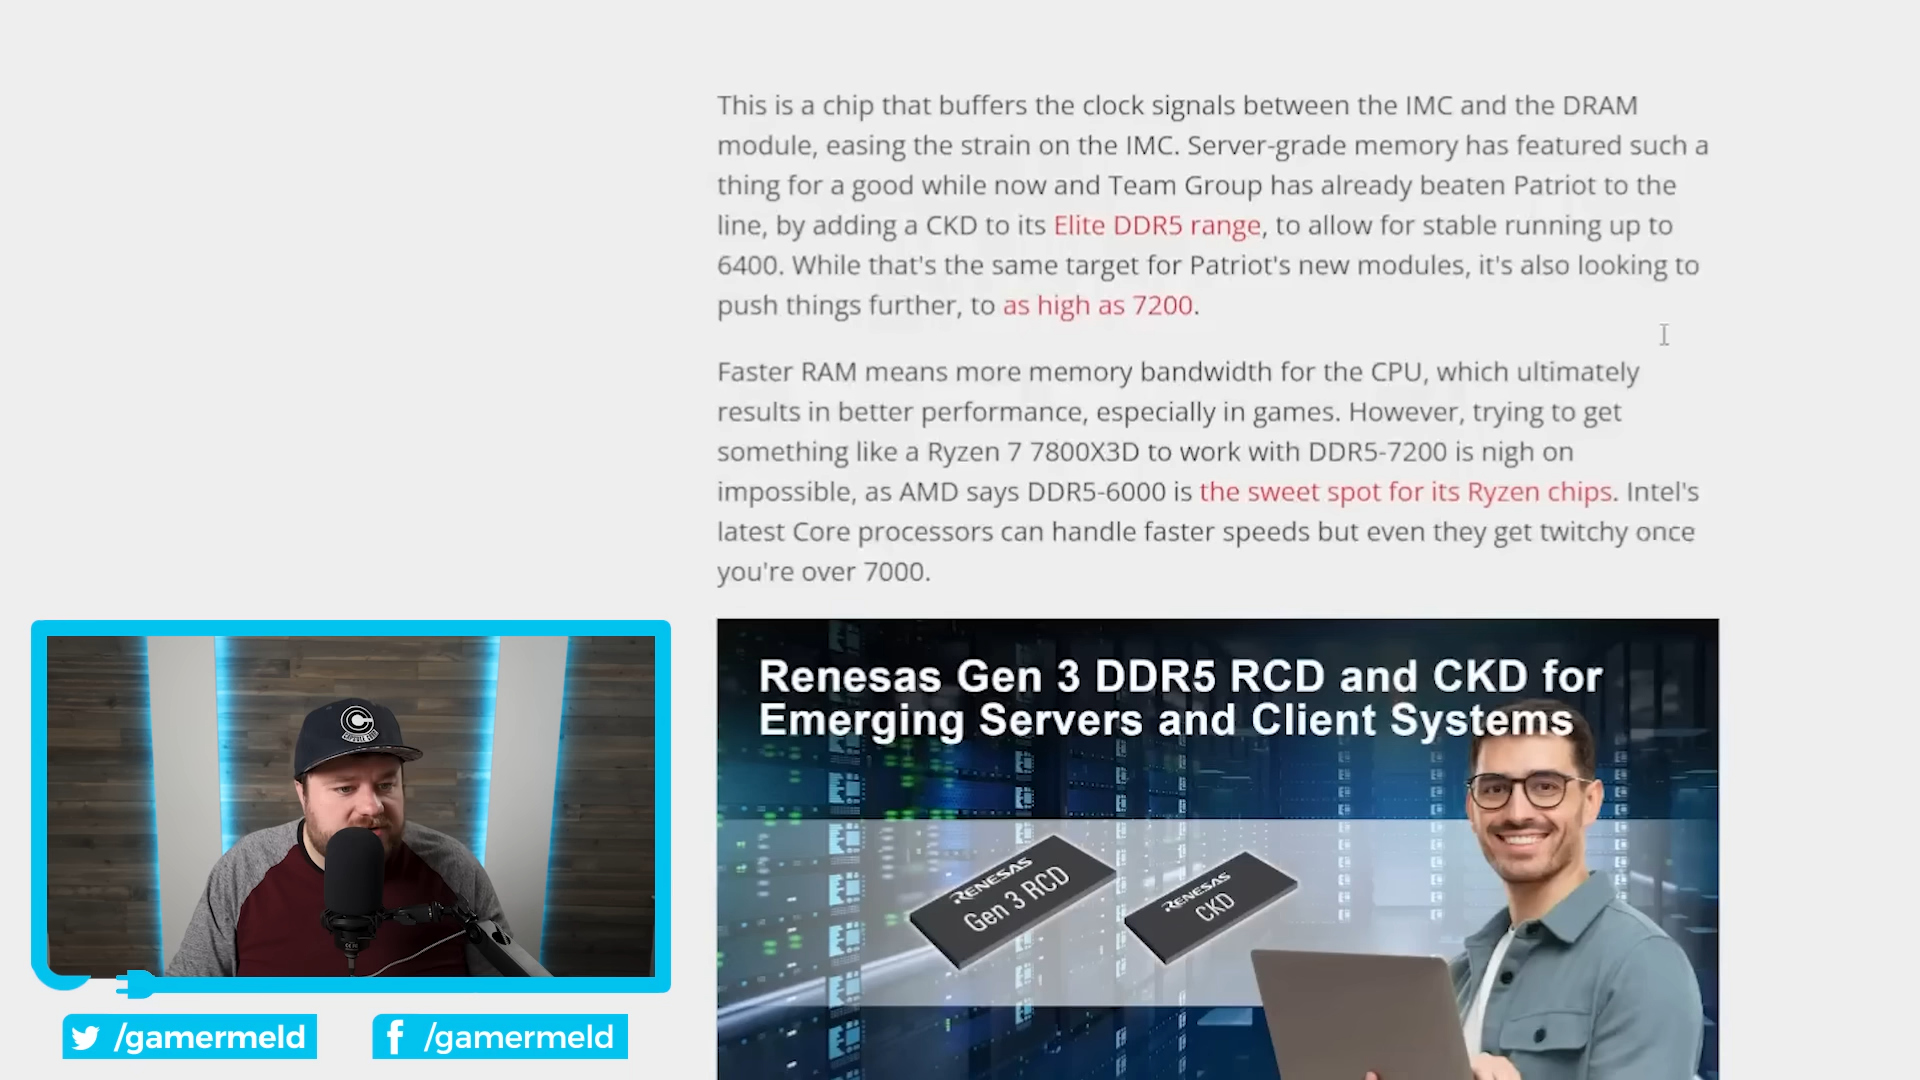 This is a chip that buffers the clock signals between the IMC and the DRAM
module, easing the strain on the IMC. Server-grade memory has featured such a
thing for a good while now and Team Group has already beaten Patriot to the
line, by adding a CKD to its Elite DDR5 range, to allow for stable running up to
6400. While that's the same target for Patriot's new modules, it's also looking to
push things further, to as high as 7200.
Faster RAM means more memory bandwidth for the CPU, which ultimately
results in better performance, especially in games. However, trying to get
something like a Ryzen 7 7800X3D to work with DDR5-7200 is nigh on
impossible, as AMD says DDR5-6000 is the sweet spot for its Ryzen chips. Intel's
latest Core processors can handle faster speeds but even they get twitchy once
you're over 7000.
Renesas Gen 3 DDR5 RCD and CKD for
Emerging Servers and Client Systems
RENESAS
Gen 3 RCD
RENESAS
CKD
/gamermeld
/gamermeld